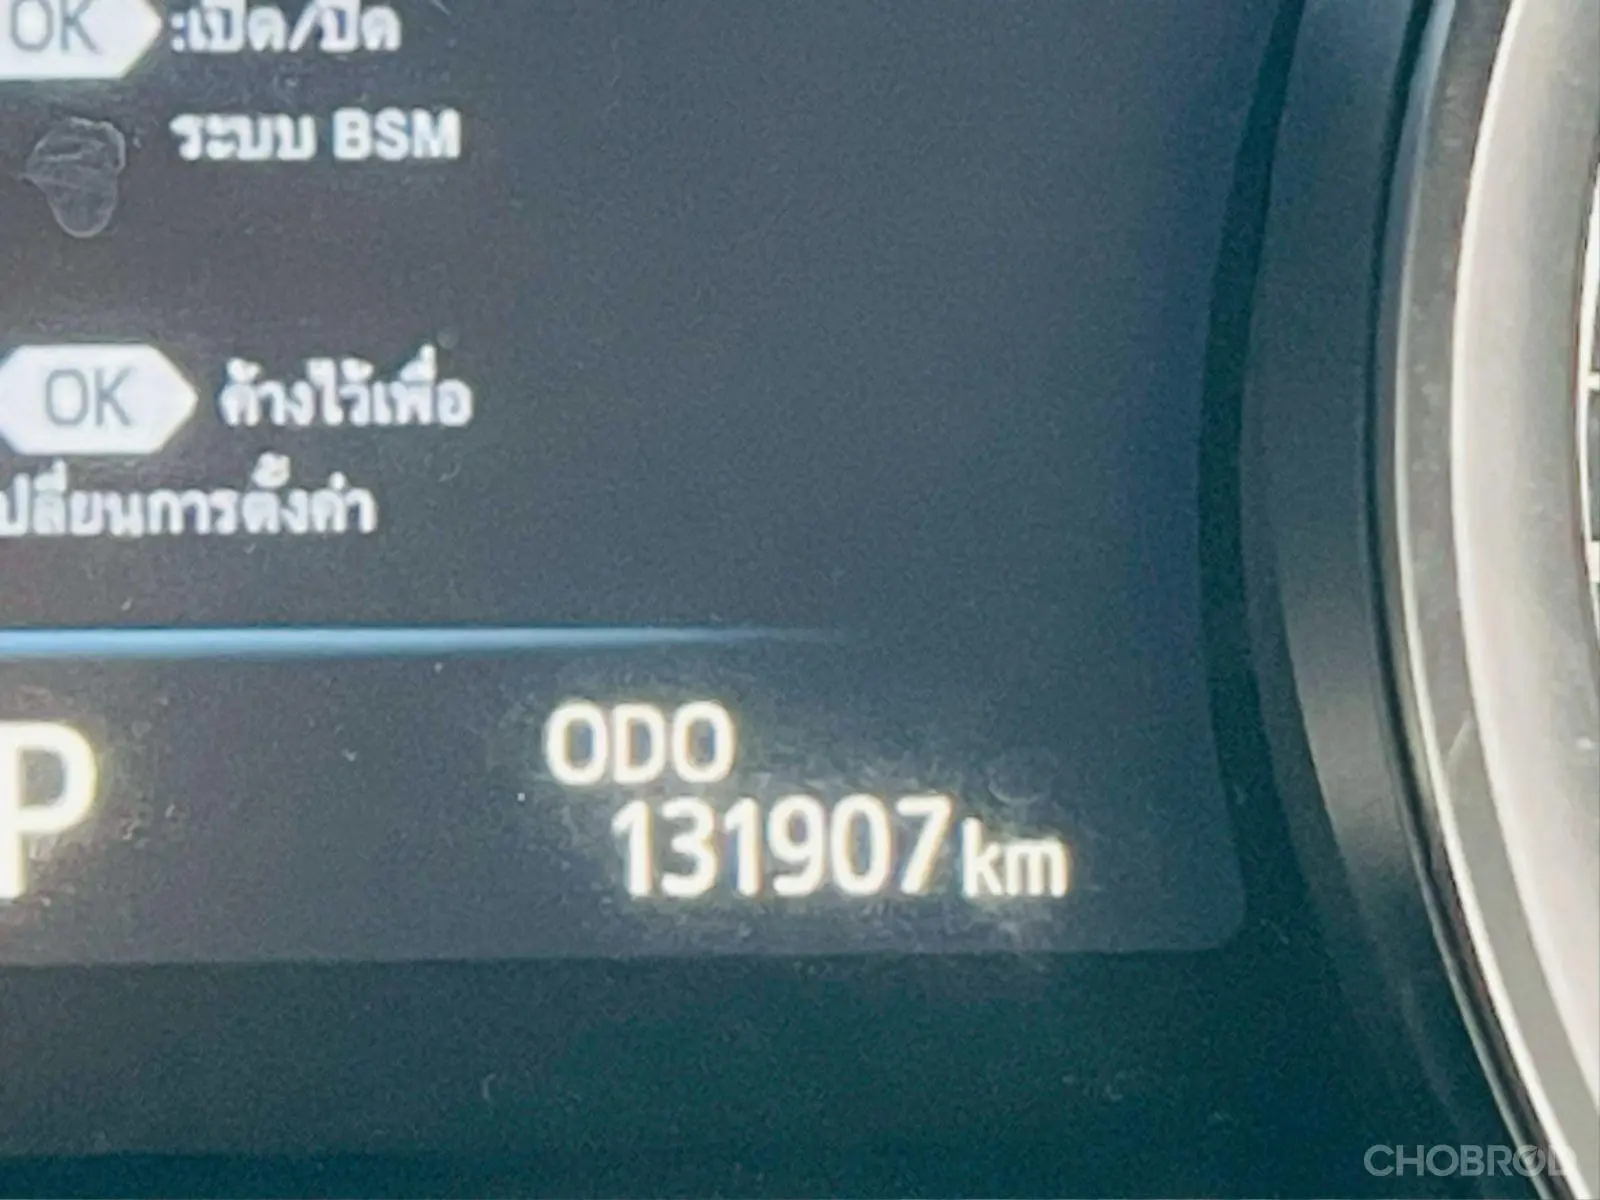 OK :เปิด/ปิด
ระบบ BSM
OK ค้างไว้เพื่อ
ปลี่ยนการตั้งค่า
P
ODO
131907 km
CHOBROD